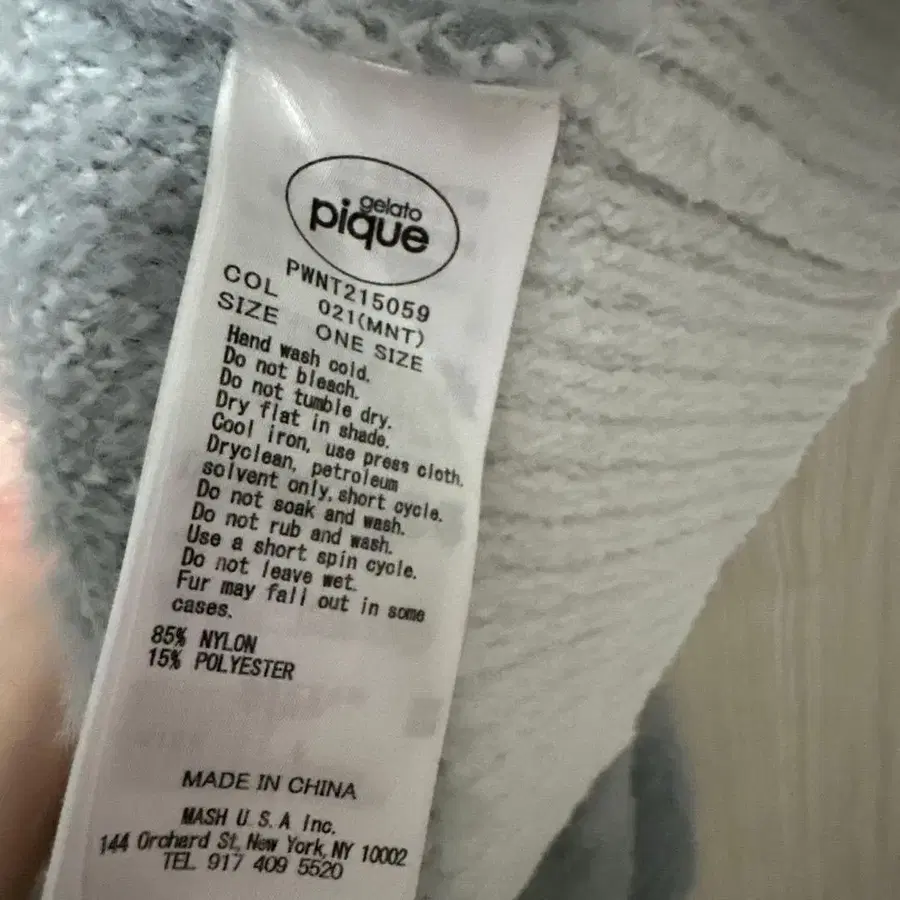 gelato
pique
PWNT215059
COL 021(MNT)
SIZE ONE SIZE
Hand wash cold.
Do not bleach.
Do not tumble dry.
Dry flat in shade.
Cool iron, use press cloth.
Dryclean, petroleum
solvent only, short cycle.
Do not soak and wash.
Do not rub and wash.
Use a short spin cycle.
Do not leave wet.
Fur may fall out in some
cases.
85% NYLON
15% POLYESTER
MADE IN CHINA
MASH U.S.A Inc.
144 Orchard St, New York, NY 10002
TEL 917 409 5520